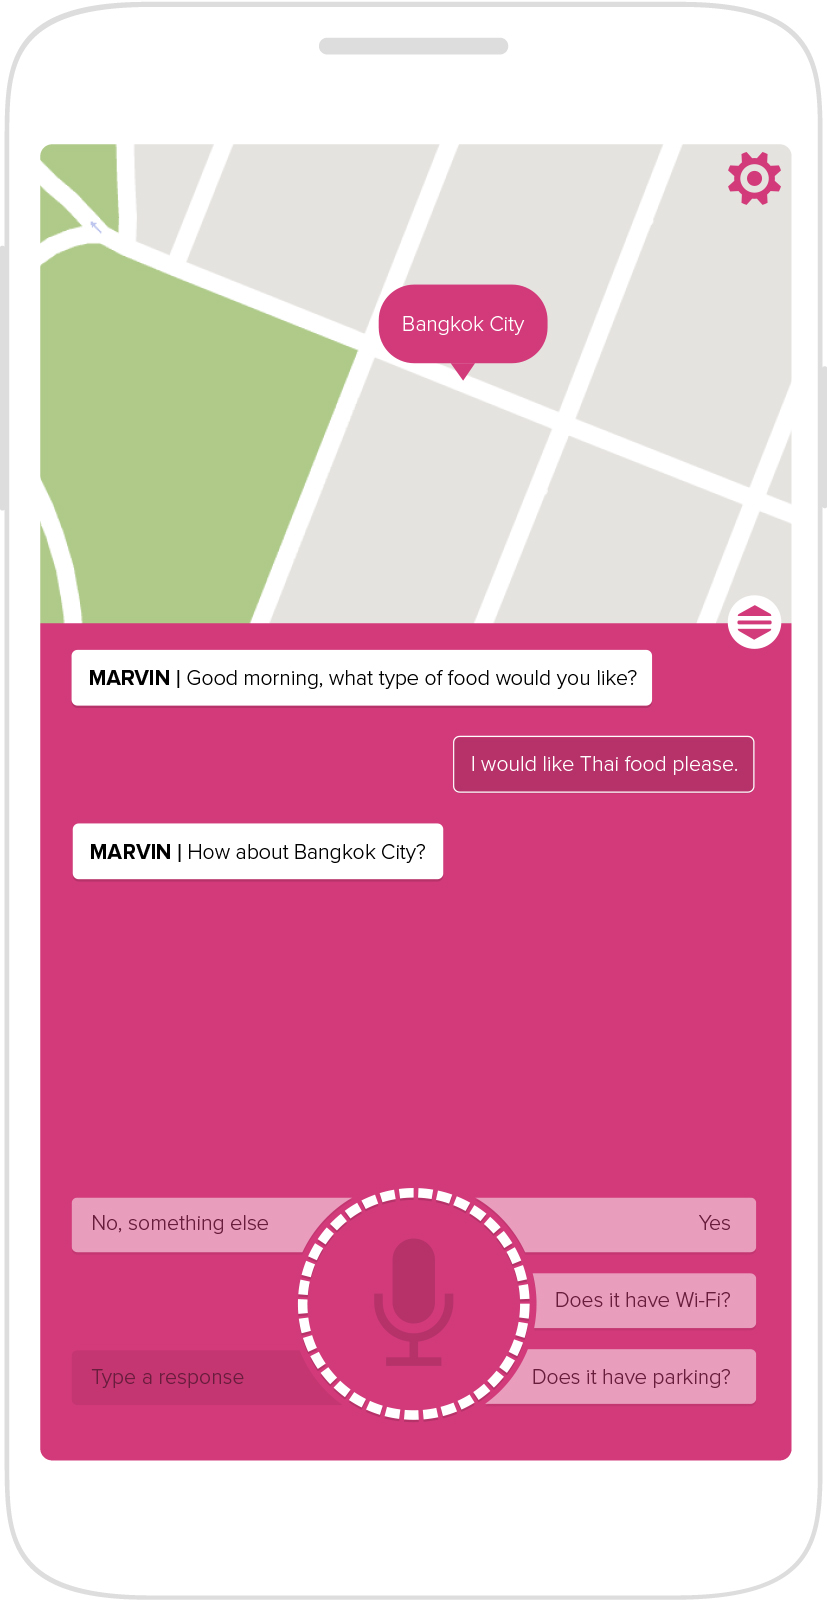 Bangkok City
MARVIN | Good morning, what type of food would you like?
I would like Thai food please.
MARVIN | How about Bangkok City?
No, something else
Yes
Does it have Wi-Fi?
Type a response
Does it have parking?